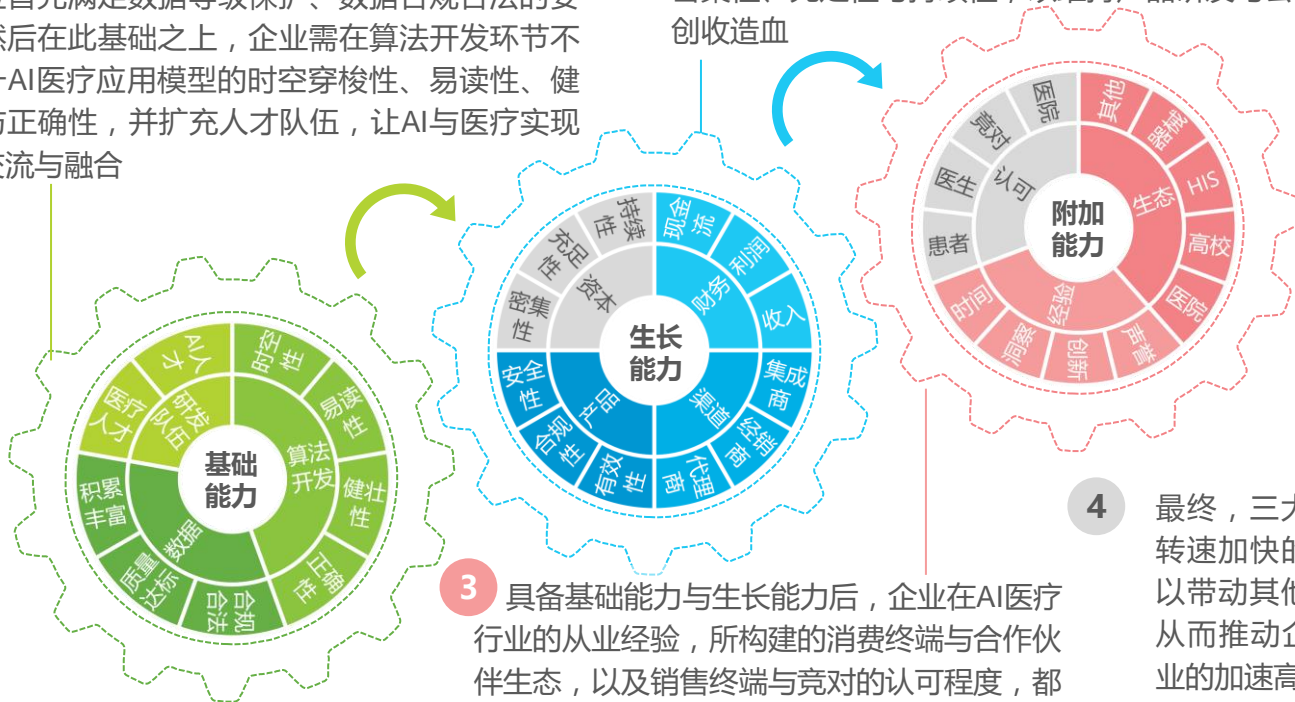 然后在此基础之上，企业需在算法开发环节不
AI医疗应用模型的时空穿梭性、易读性、健
正确性，并扩充人才队伍，让AI与医疗实现
交流与融合
创收造血
基础
能力
研发
队伍
AI人
才
医疗
人才
算法
开发
时空
性
易读
性
健壮
性
正确
性
数据
合规
合法
质量
达标
积累
丰富
生长
能力
资本
密集
性
充足
性
持续
性
财务
现金
流
利润
收入
渠道
集成
商
经销
商
代理
商
产品
有效
性
合规
性
安全
性
附加
能力
认可
患者
医生
竟对
医院
生态
其他
器械
HIS
高校
医院
经验
声誉
创新
洞察
时间
3
具备基础能力与生长能力后，企业在AI医疗
行业的从业经验，所构建的消费终端与合作伙
伴生态，以及销售终端与竞对的认可程度，都
4
最终，三大
转速加快的
以带动其他
从而推动企
业的加速高